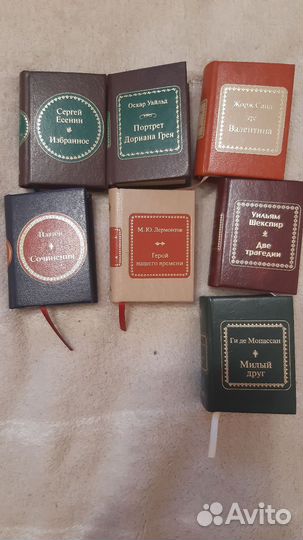 Сергей
Есенин
Избранное
Оскар Уайльд
Портрет
Дориана Грея
Жорж Санд
Валентина
Платон
Сочинения
М.Ю. Лермонтов
Герой
нашего времени
Уильям
Шекспир
Две
трагедии
Ги де Мопассан
Милый
друг
Avito